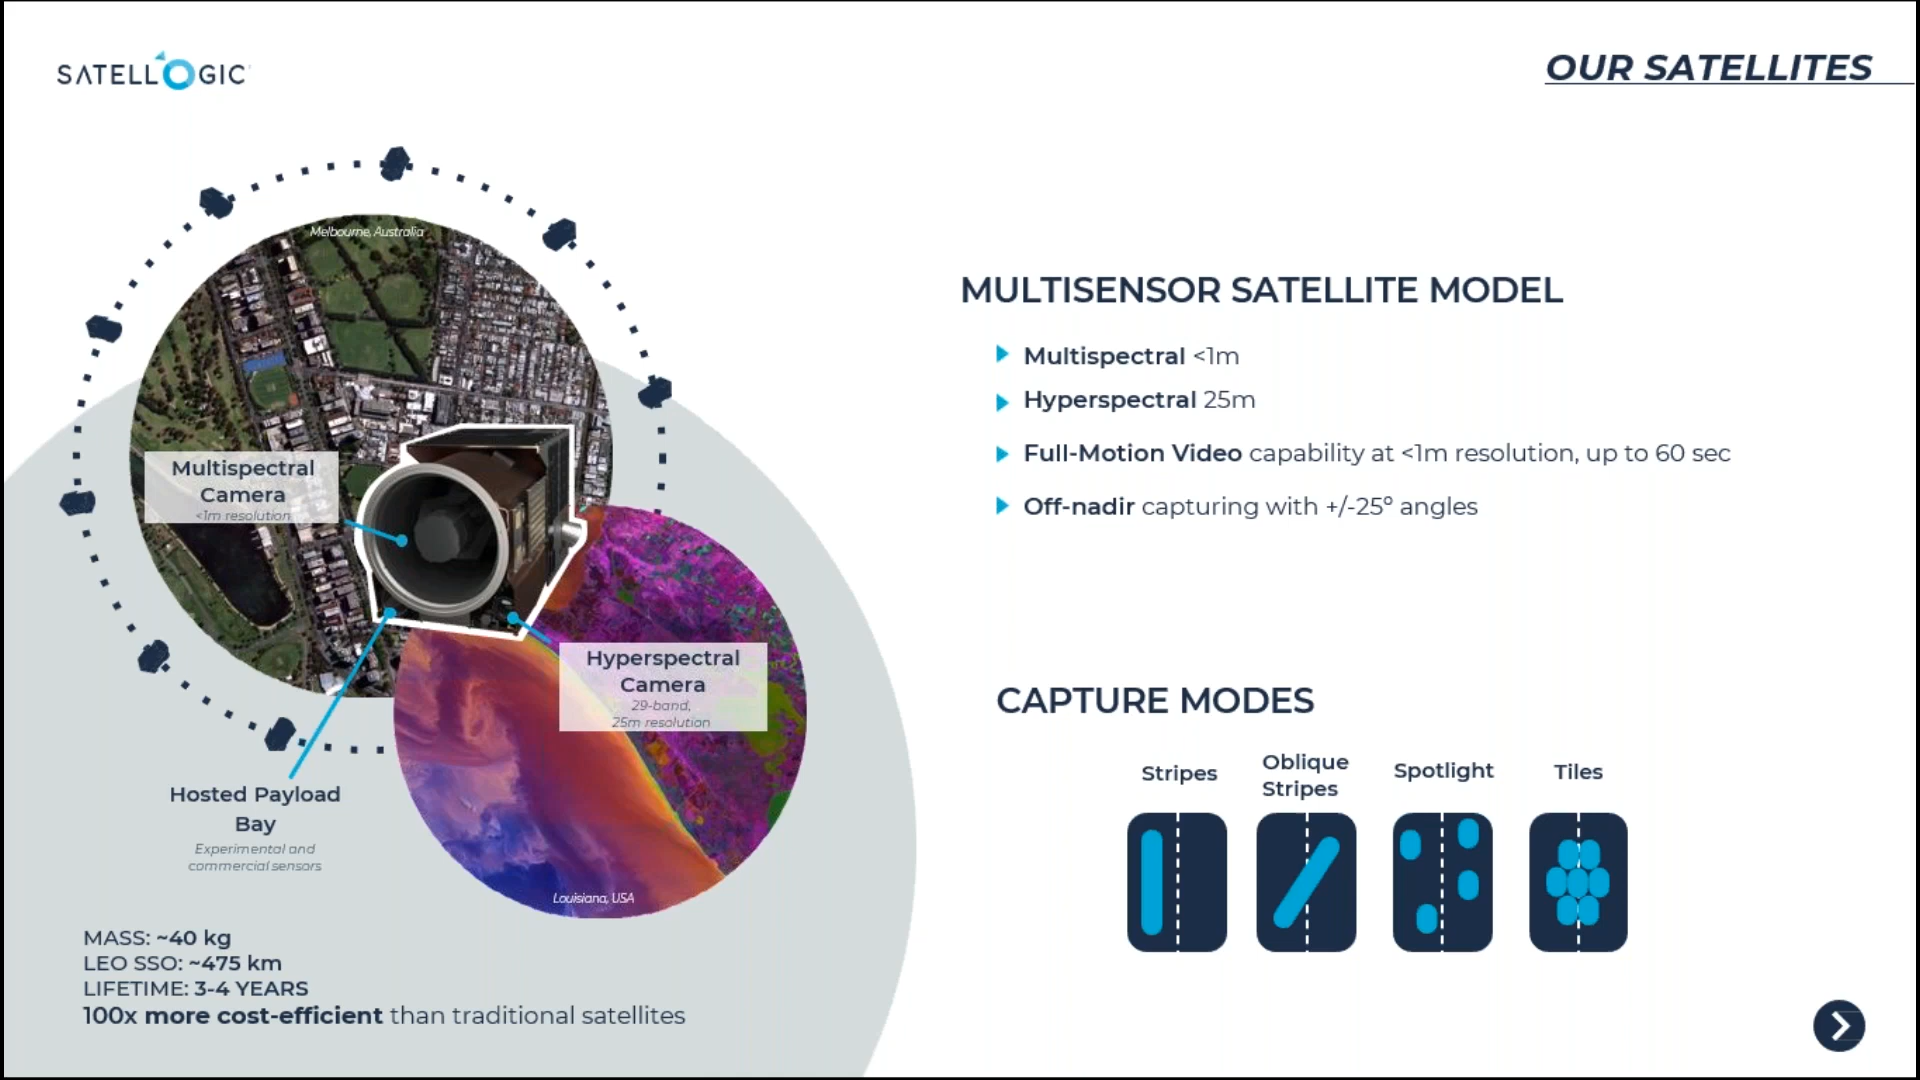 SATELLOGIC
OUR SATELLITES
Melbourne, Australia
Multispectral
Camera
<1m resolution
Hyperspectral
Camera
29-band,
25m resolution
Hosted Payload
Bay
Experimental and
commercial sensors
Louisiana, USA
MASS: ~40 kg
LEO SSO: ~475 km
LIFETIME: 3-4 YEARS
100x more cost-efficient than traditional satellites
MULTISENSOR SATELLITE MODEL
Multispectral <1m
Hyperspectral 25m
Full-Motion Video capability at <1m resolution, up to 60 sec
Off-nadir capturing with +/-25º angles
CAPTURE MODES
Stripes
Oblique
Stripes
Spotlight
Tiles